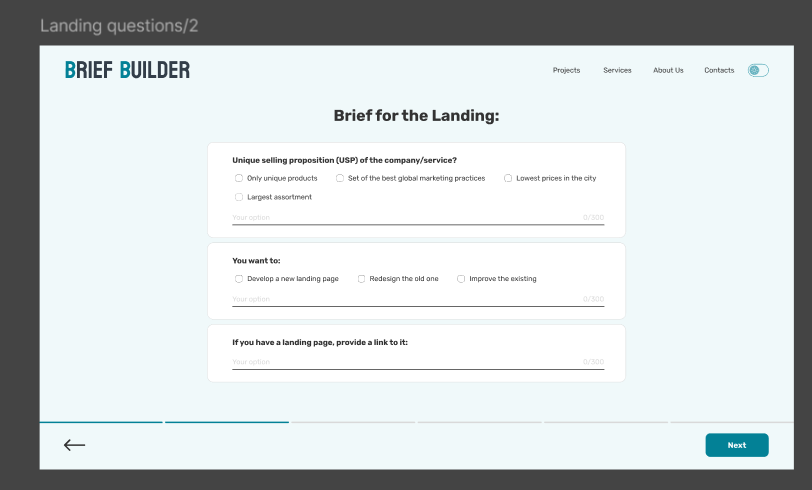 Landing questions/2
BRIEF BUILDER
Projects Services About Us Contacts
Brief for the Landing:
Unique selling proposition (USP) of the company/service?
Only unique products Set of the best global marketing practices Lowest prices in the city
Largest assortment
Your option 0/300
You want to:
Develop a new landing page Redesign the old one Improve the existing
Your option 0/300
If you have a landing page, provide a link to it:
Your option 0/300
Next